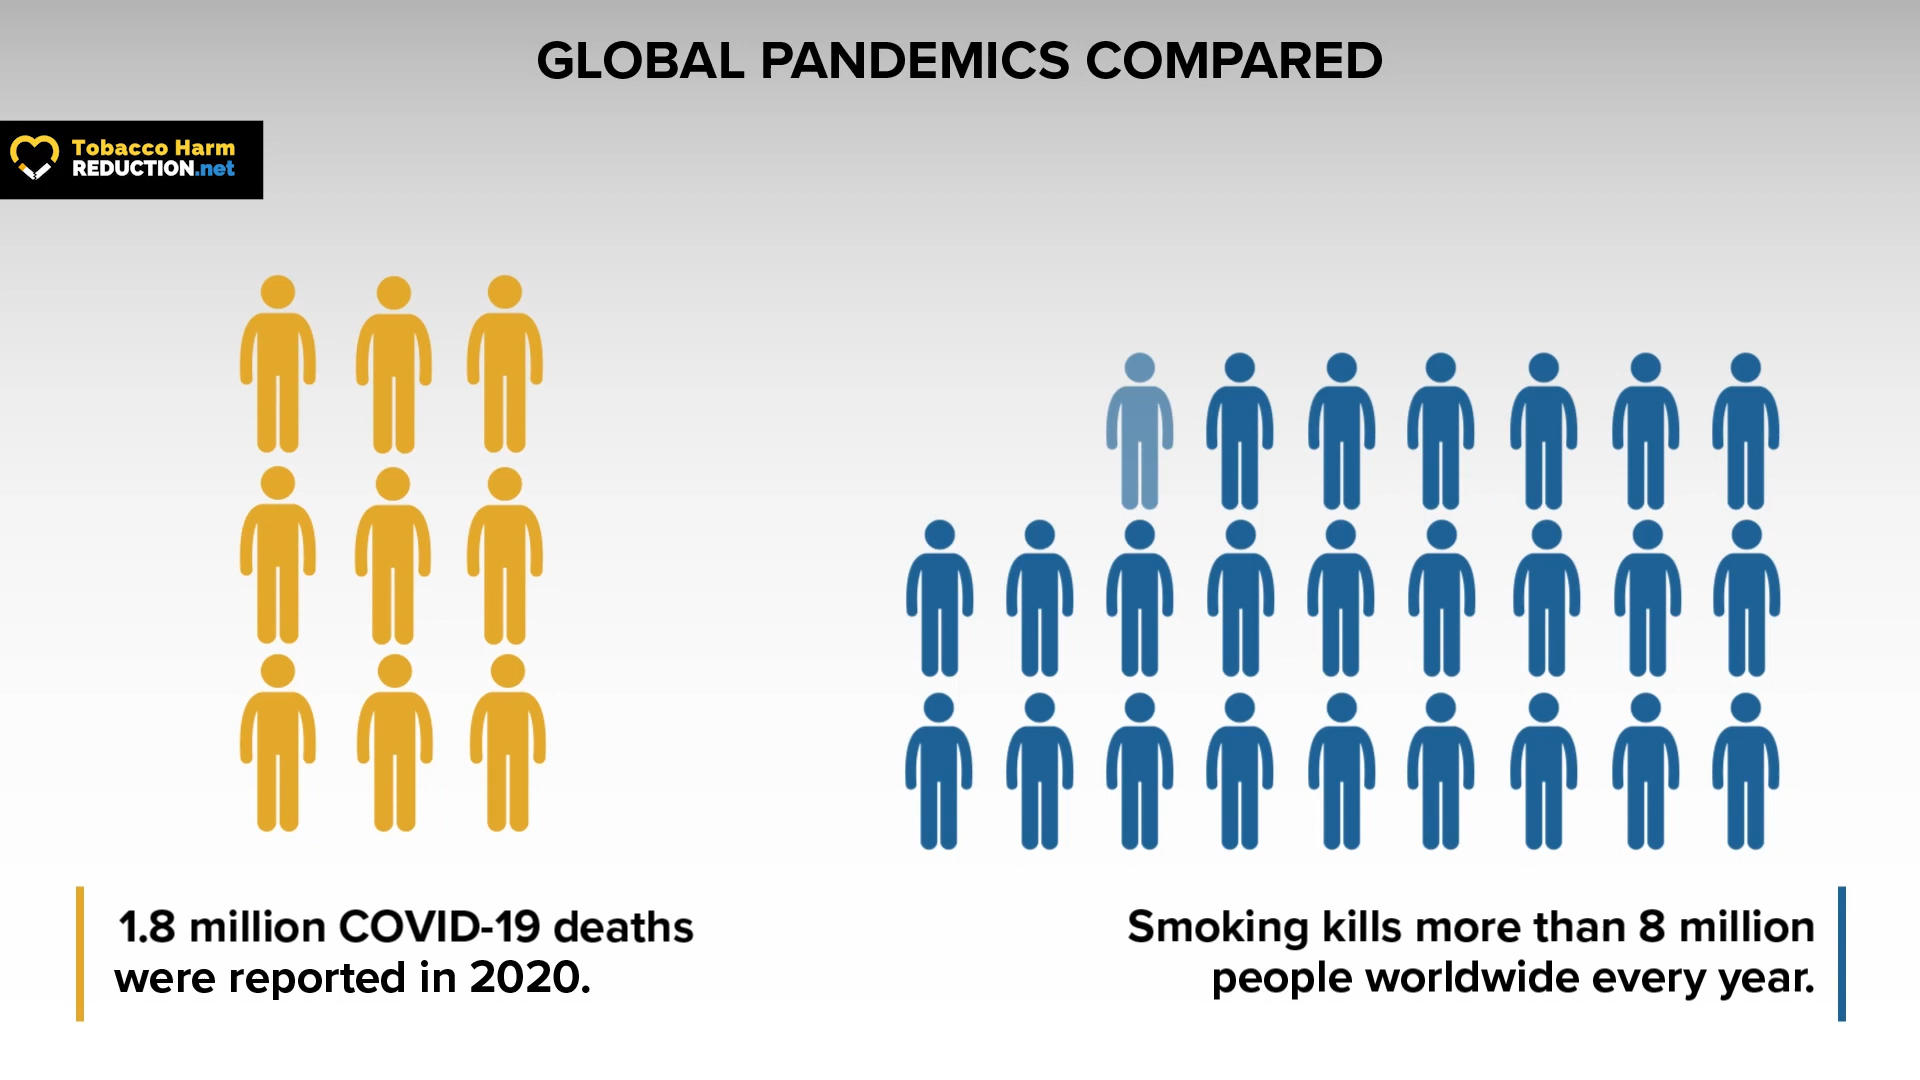 GLOBAL PANDEMICS COMPARED
Tobacco Harm
REDUCTION.net
1.8 million COVID-19 deaths
were reported in 2020.
Smoking kills more than 8 million
people worldwide every year.